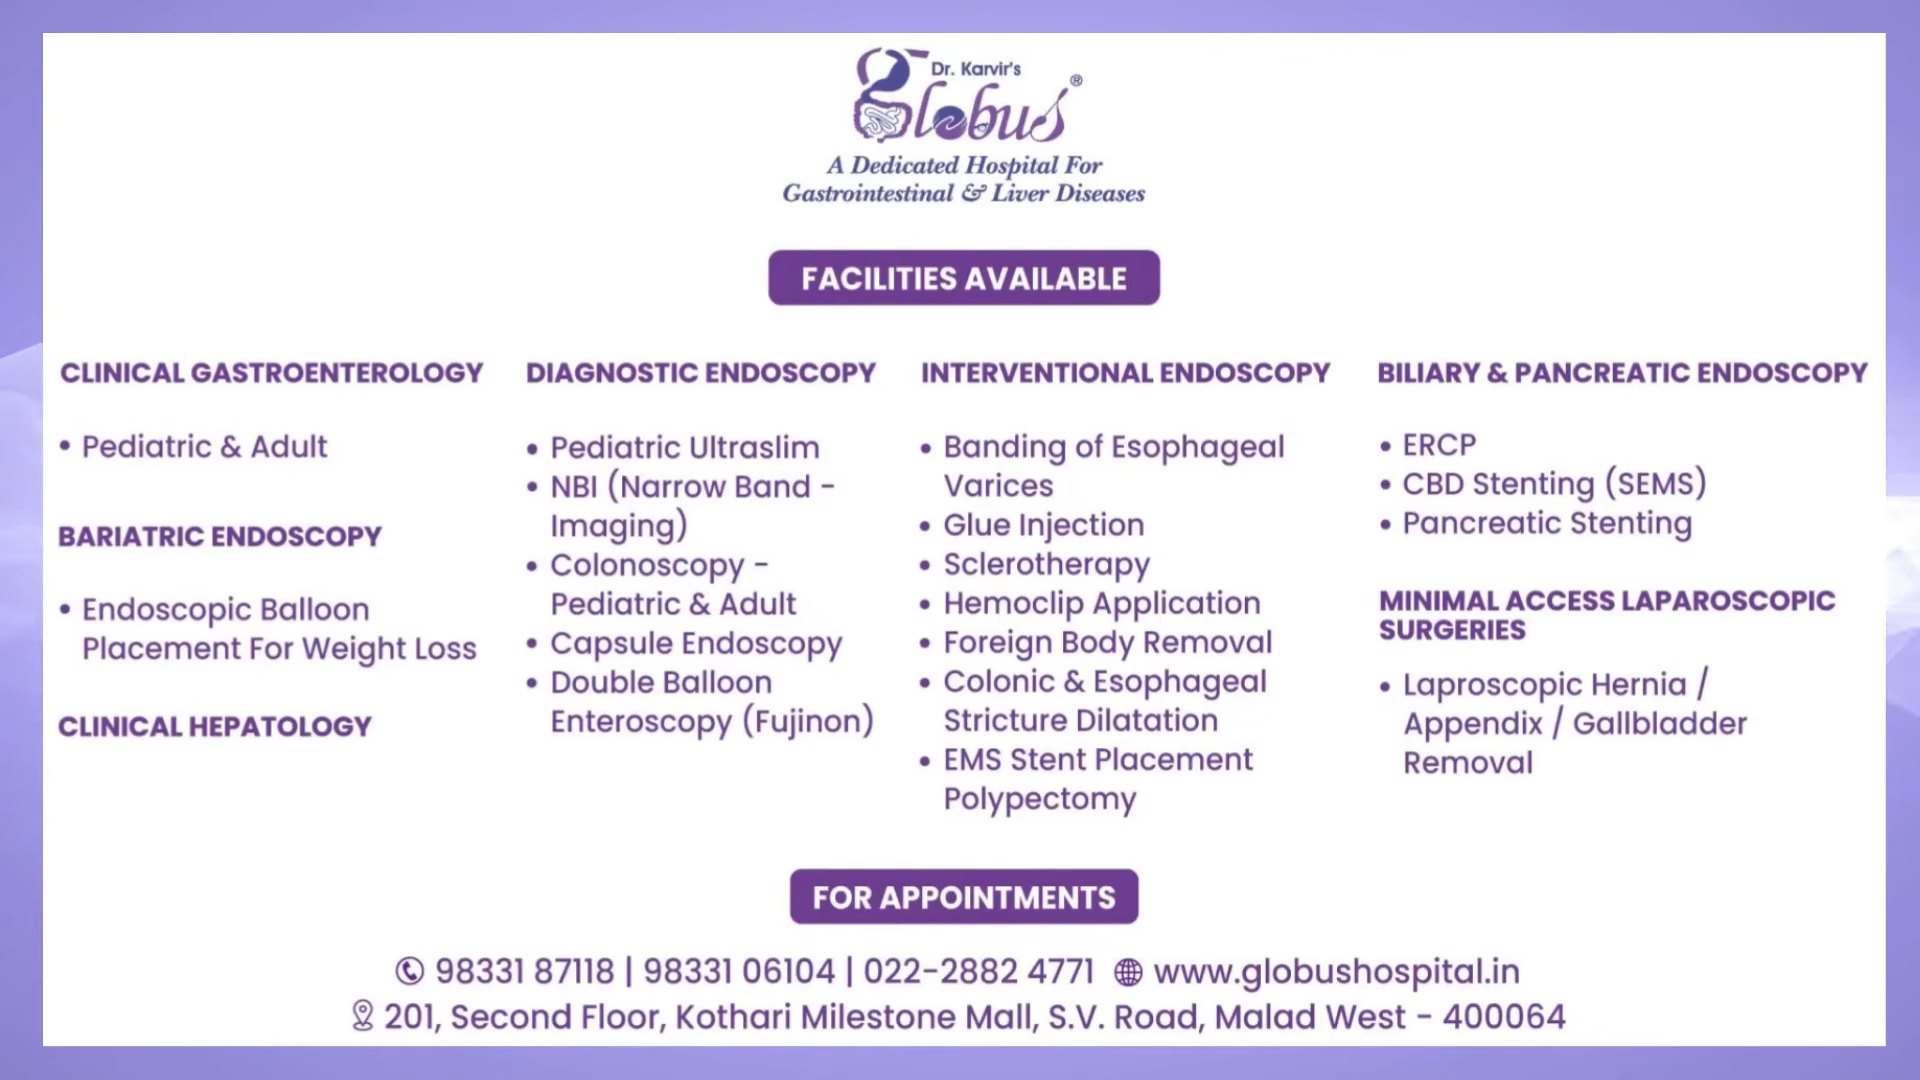 Dr. Karvir's
Globus®
A Dedicated Hospital For
Gastrointestinal & Liver Diseases
FACILITIES AVAILABLE
CLINICAL GASTROENTEROLOGY
• Pediatric & Adult
BARIATRIC ENDOSCOPY
• Endoscopic Balloon
Placement For Weight Loss
CLINICAL HEPATOLOGY
DIAGNOSTIC ENDOSCOPY
• Pediatric Ultraslim
• NBI (Narrow Band -
Imaging)
• Colonoscopy -
Pediatric & Adult
• Capsule Endoscopy
• Double Balloon
Enteroscopy (Fujinon)
INTERVENTIONAL ENDOSCOPY
• Banding of Esophageal
Varices
• Glue Injection
• Sclerotherapy
• Hemoclip Application
• Foreign Body Removal
• Colonic & Esophageal
Stricture Dilatation
• EMS Stent Placement
Polypectomy
BILIARY & PANCREATIC ENDOSCOPY
• ERCP
• CBD Stenting (SEMS)
• Pancreatic Stenting
MINIMAL ACCESS LAPAROSCOPIC
SURGERIES
• Laproscopic Hernia /
Appendix / Gallbladder
Removal
FOR APPOINTMENTS
98331 87118 | 98331 06104 | 022-2882 4771 www.globushospital.in
201, Second Floor, Kothari Milestone Mall, S.V. Road, Malad West - 400064